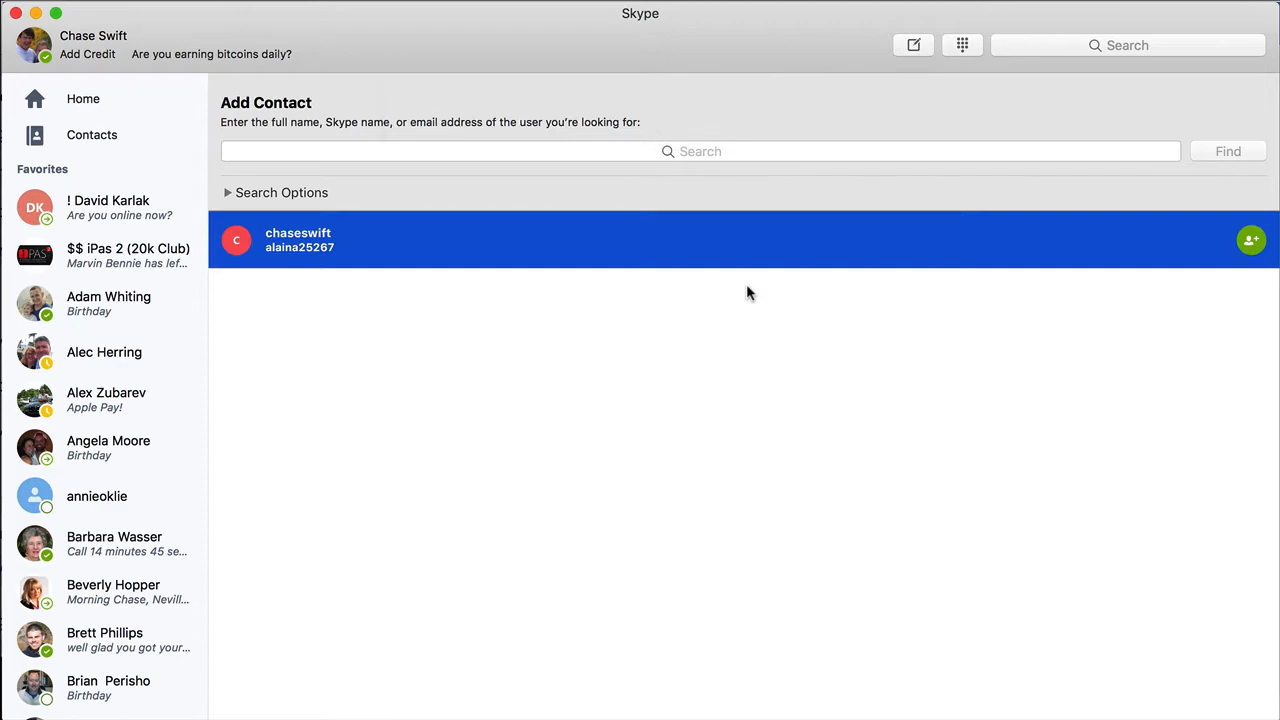 Skype
Chase Swift
Add Credit Are you earning bitcoins daily?
Search
Home
Contacts
Favorites
DK
! David Karlak
Are you online now?
iPAS
$$ iPas 2 (20k Club)
Marvin Bennie has lef...
Adam Whiting
Birthday
Alec Herring
Alex Zubarev
Apple Pay!
Angela Moore
Birthday
annieoklie
Barbara Wasser
Call 14 minutes 45 se...
Beverly Hopper
Morning Chase, Nevill...
Brett Phillips
well glad you got your...
Brian Perisho
Birthday
Add Contact
Enter the full name, Skype name, or email address of the user you're looking for:
Search
Find
Search Options
C
chaseswift
alaina25267